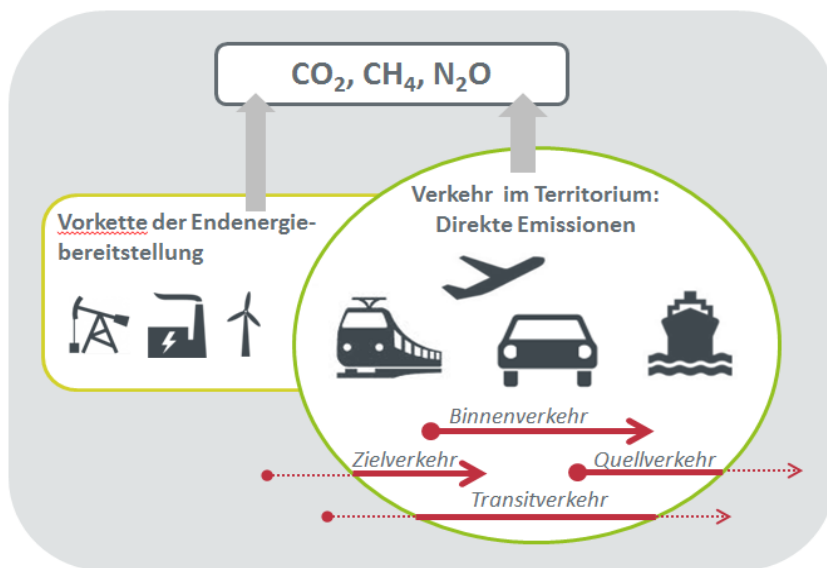 CO₂, CH₄, N₂O
Verkehr im Territorium:
Direkte Emissionen
Vorkette der Endenergie-
bereitstellung
Binnenverkehr
Zielverkehr
Quellverkehr
Transitverkehr